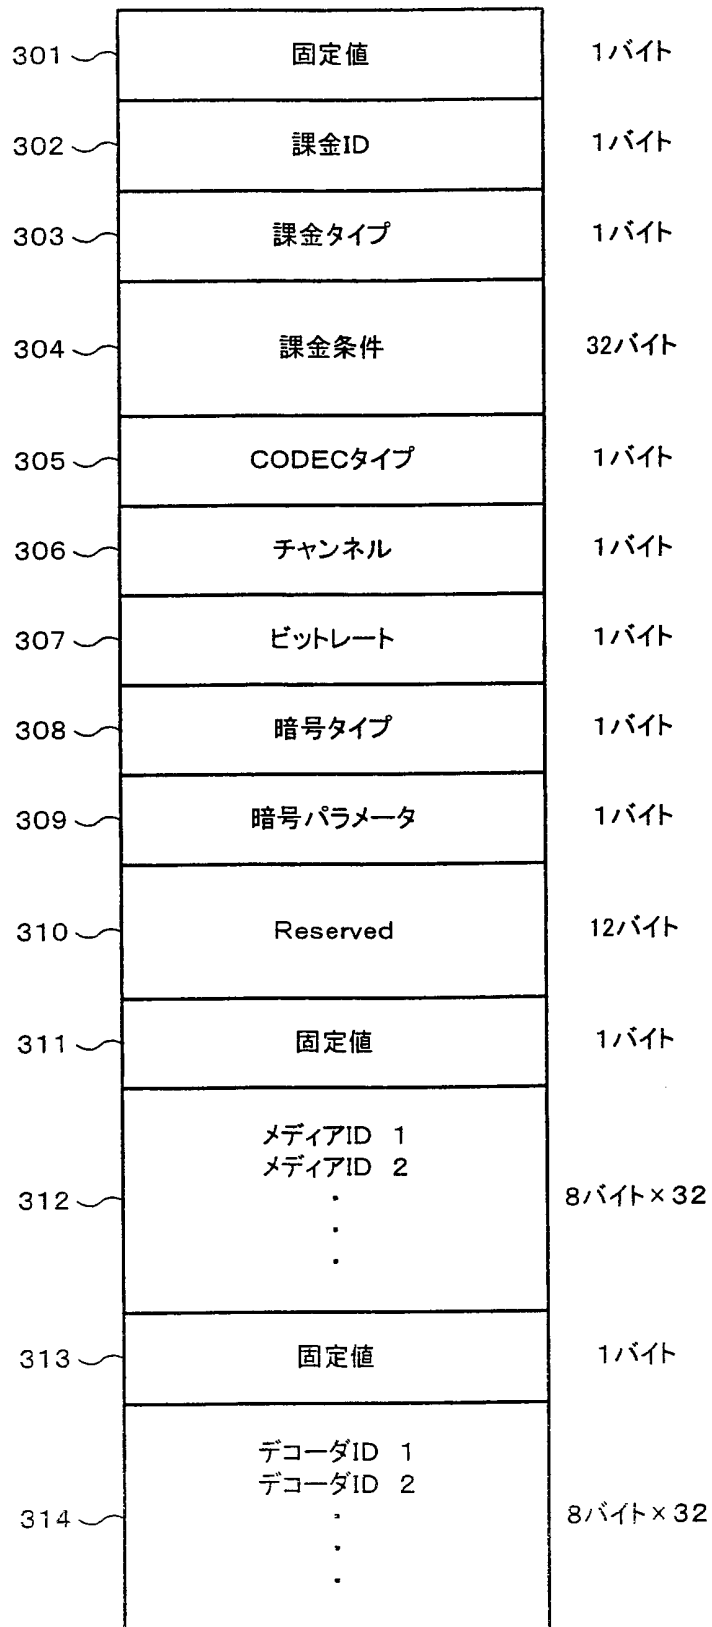 301 固定値 1バイト
302 課金ID 1バイト
303 課金タイプ 1バイト
304 課金条件 32バイト
305 CODECタイプ 1バイト
306 チャンネル 1バイト
307 ビットレート 1バイト
308 暗号タイプ 1バイト
309 暗号パラメータ 1バイト
310 Reserved 12バイト
311 固定値 1バイト
メディアID 1
メディアID 2
312 8バイト×32
313 固定値 1バイト
デコーダID 1
デコーダID 2
314 8バイト×32